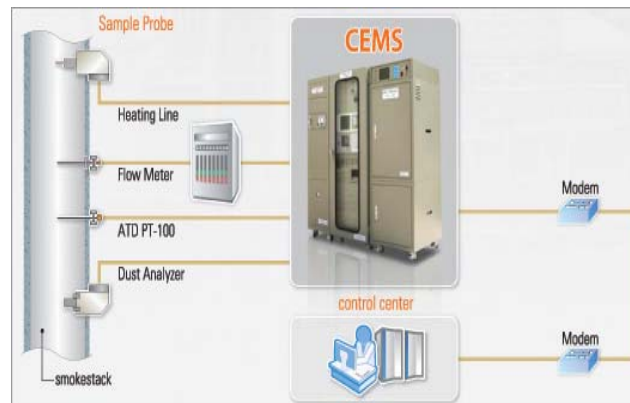 Sample Probe
CEMS
Heating Line
Flow Meter
ATD PT-100
Dust Analyzer
Modem
control center
Modem
smokestack